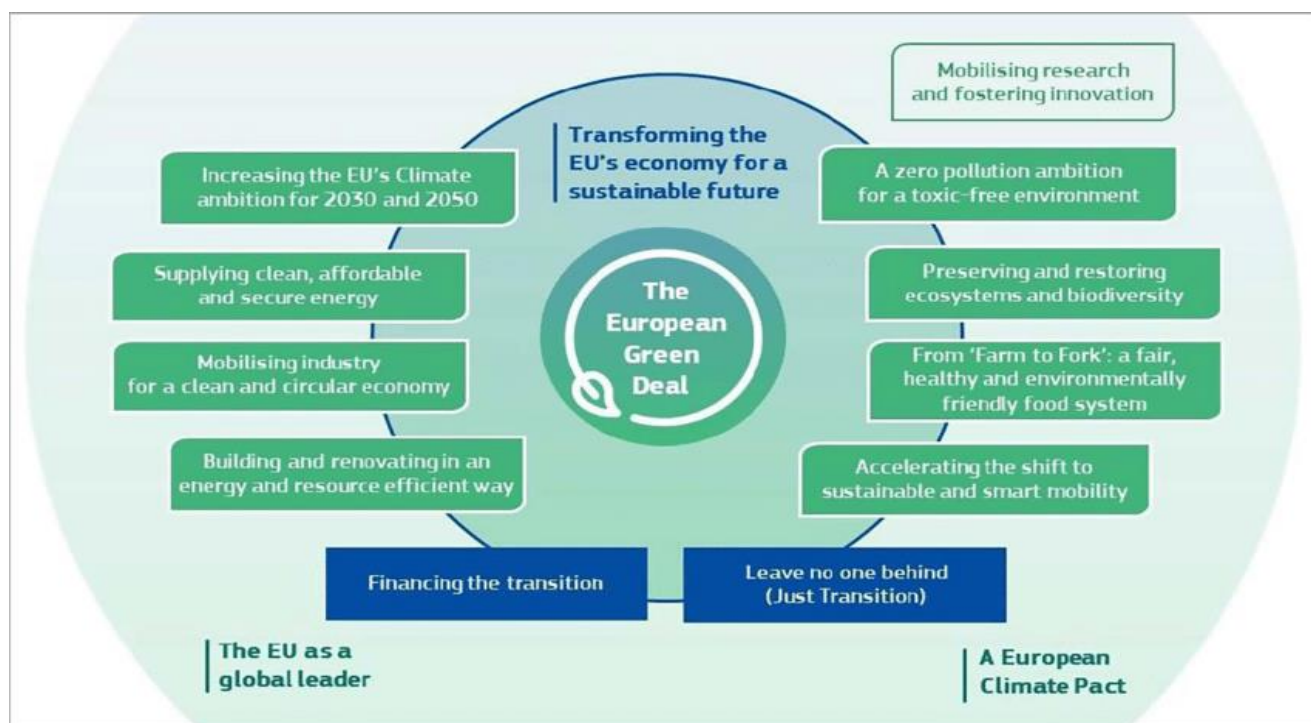 Mobilising research
and fostering innovation
Transforming the
EU's economy for a
sustainable future
Increasing the EU's Climate
ambition for 2030 and 2050
A zero pollution ambition
for a toxic-free environment
Supplying clean, affordable
and secure energy
Preserving and restoring
ecosystems and biodiversity
The
European
Green
Deal
Mobilising industry
for a clean and circular economy
From 'Farm to Fork': a fair,
healthy and environmentally
friendly food system
Building and renovating in an
energy and resource efficient way
Accelerating the shift to
sustainable and smart mobility
Financing the transition
Leave no one behind
(Just Transition)
The EU as a
global leader
A European
Climate Pact